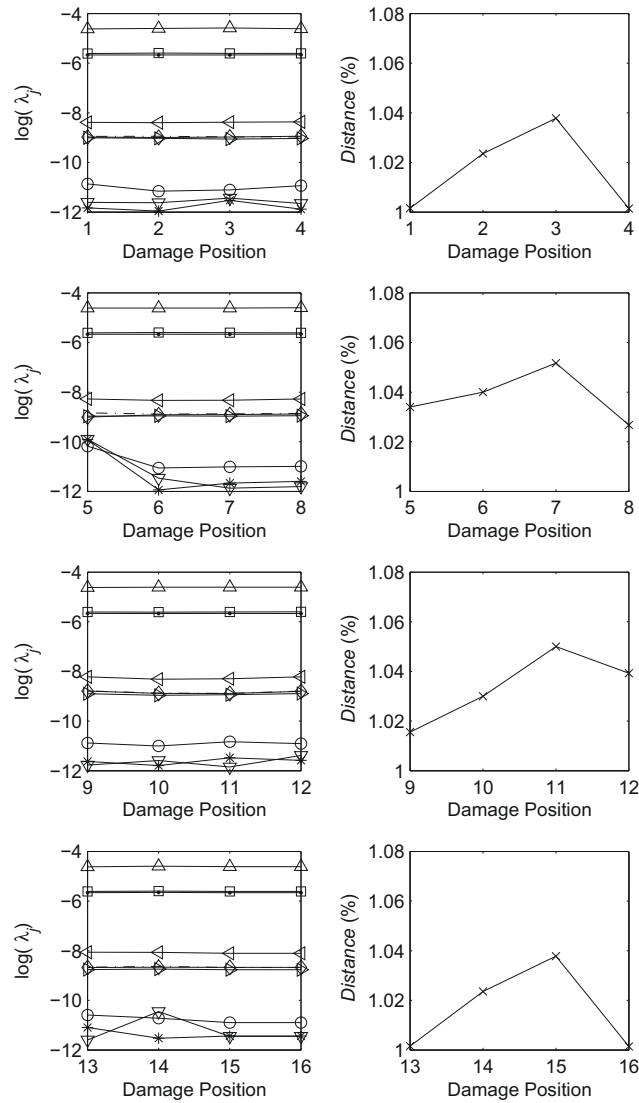 −4
−6
−8
−10
−12
log( λj)
1 2 3 4
Damage Position
1.08
1.06
1.04
1.02
1
Distance (%)
1 2 3 4
Damage Position
−4
−6
−8
−10
−12
log( λj)
5 6 7 8
Damage Position
1.08
1.06
1.04
1.02
1
Distance (%)
5 6 7 8
Damage Position
−4
−6
−8
−10
−12
log( λj)
9 10 11 12
Damage Position
1.08
1.06
1.04
1.02
1
Distance (%)
9 10 11 12
Damage Position
−4
−6
−8
−10
−12
log( λj)
13 14 15 16
Damage Position
1.08
1.06
1.04
1.02
1
Distance (%)
13 14 15 16
Damage Position